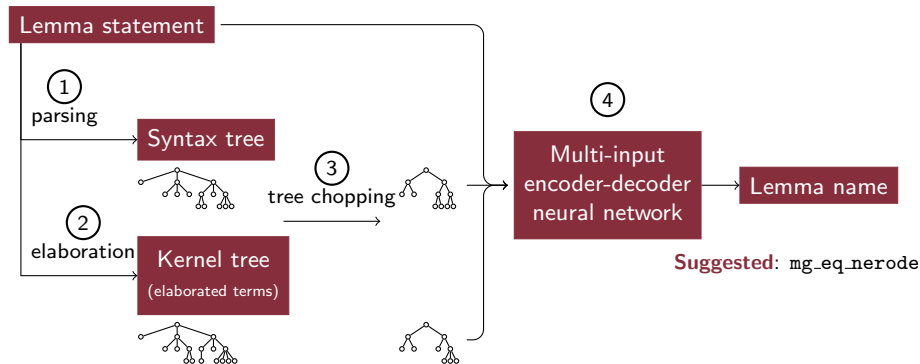 Lemma statement
1
parsing
Syntax tree
2
elaboration
Kernel tree
(elaborated terms)
3
tree chopping
4
Multi-input
encoder-decoder
neural network
Lemma name
Suggested: mg_eq_nerode